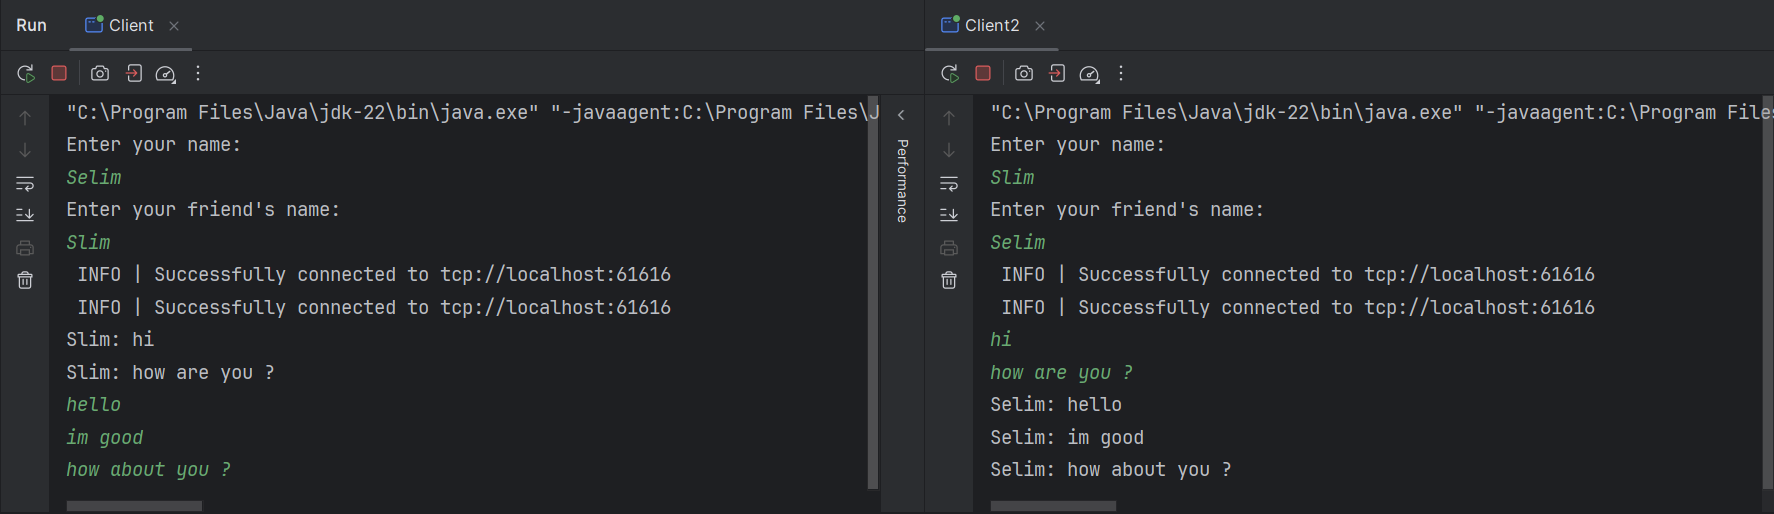 Run
Client
"C:\Program Files\Java\jdk-22\bin\java.exe" "-javaagent:C:\Program Files\J
Enter your name:
Selim
Enter your friend's name:
Slim
INFO | Successfully connected to tcp://localhost:61616
INFO | Successfully connected to tcp://localhost:61616
Slim: hi
Slim: how are you ?
hello
im good
how about you ?
Performance
Client2
"C:\Program Files\Java\jdk-22\bin\java.exe" "-javaagent:C:\Program Files
Enter your name:
Slim
Enter your friend's name:
Selim
INFO | Successfully connected to tcp://localhost:61616
INFO | Successfully connected to tcp://localhost:61616
hi
how are you ?
Selim: hello
Selim: im good
Selim: how about you ?